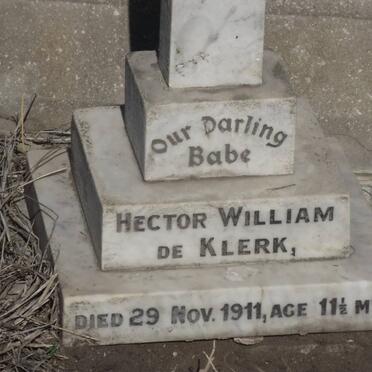 Our Darling
Babe
HECTOR WILLIAM
DE KLERK,
DIED 29 NOV. 1911, AGE 11½ M